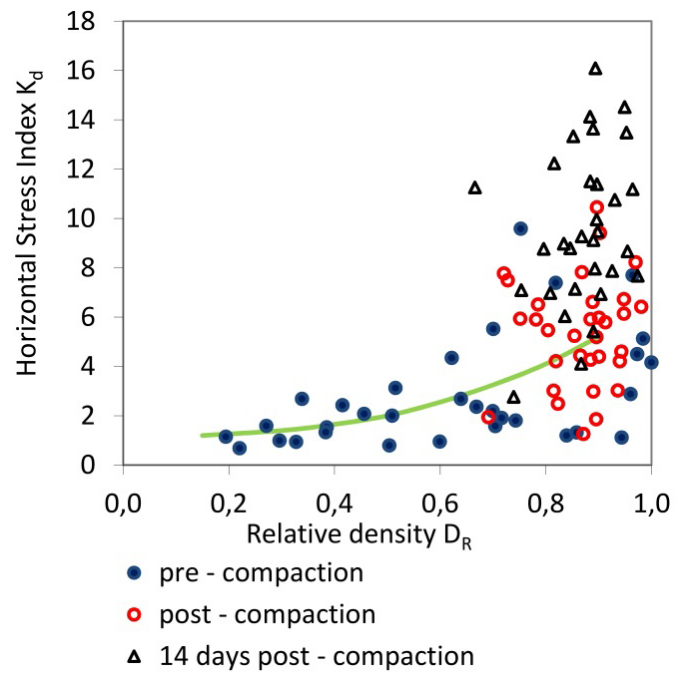 Horizontal Stress Index Kd
18
16
14
12
10
8
6
4
2
0
0,0 0,2 0,4 0,6 0,8 1,0
Relative density DR
pre - compaction
post - compaction
14 days post - compaction